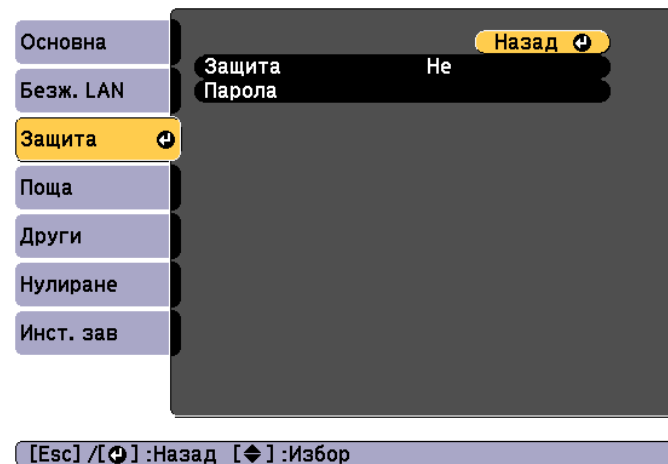 Основна
Безж. LAN
Защита
Поща
Други
Нулиране
Инст. зав
Назад
Защита Не
Парола
[Esc] /[⏎] :Назад [◆] :Избор